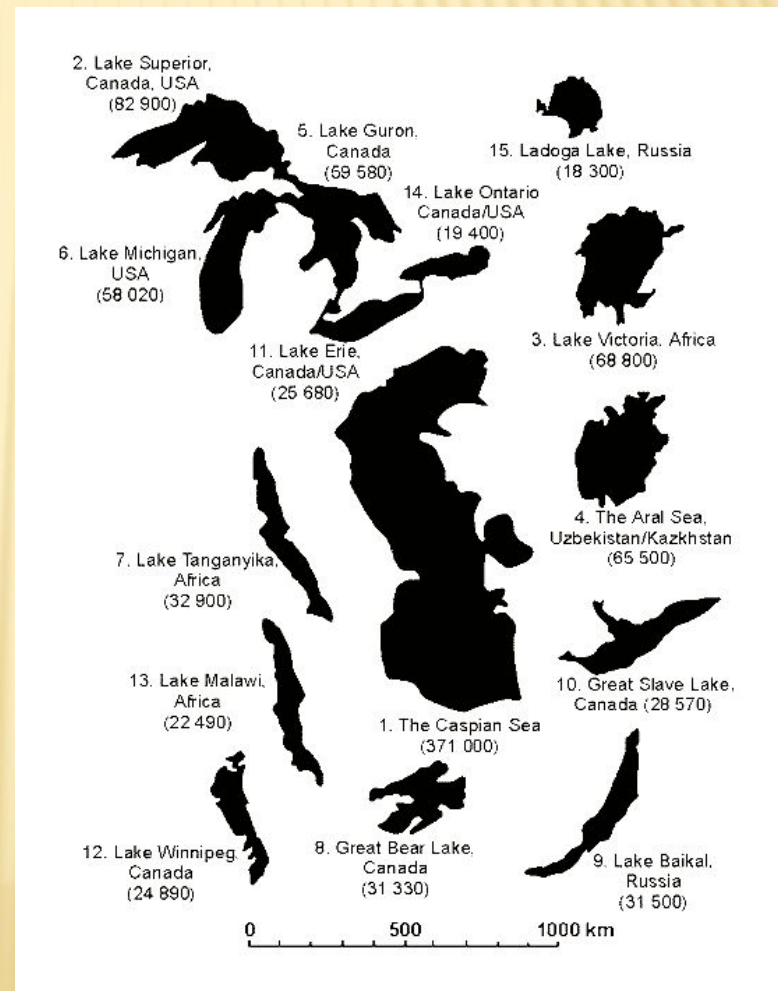 2. Lake Superior,
Canada, USA
(82 900)
5. Lake Guron,
Canada
(59 580)
15. Ladoga Lake, Russia
(18 300)
14. Lake Ontario
Canada/USA
(19 400)
6. Lake Michigan,
USA
(58 020)
3. Lake Victoria, Africa
(68 800)
11. Lake Erie,
Canada/USA
(25 680)
4. The Aral Sea,
Uzbekistan/Kazkhstan
(65 500)
7. Lake Tanganyika,
Africa
(32 900)
13. Lake Malawi,
Africa
(22 490)
10. Great Slave Lake,
Canada (28 570)
1. The Caspian Sea
(371 000)
12. Lake Winnipeg,
Canada
(24 890)
8. Great Bear Lake,
Canada
(31 330)
9. Lake Baikal,
Russia
(31 500)
0 500 1000 km